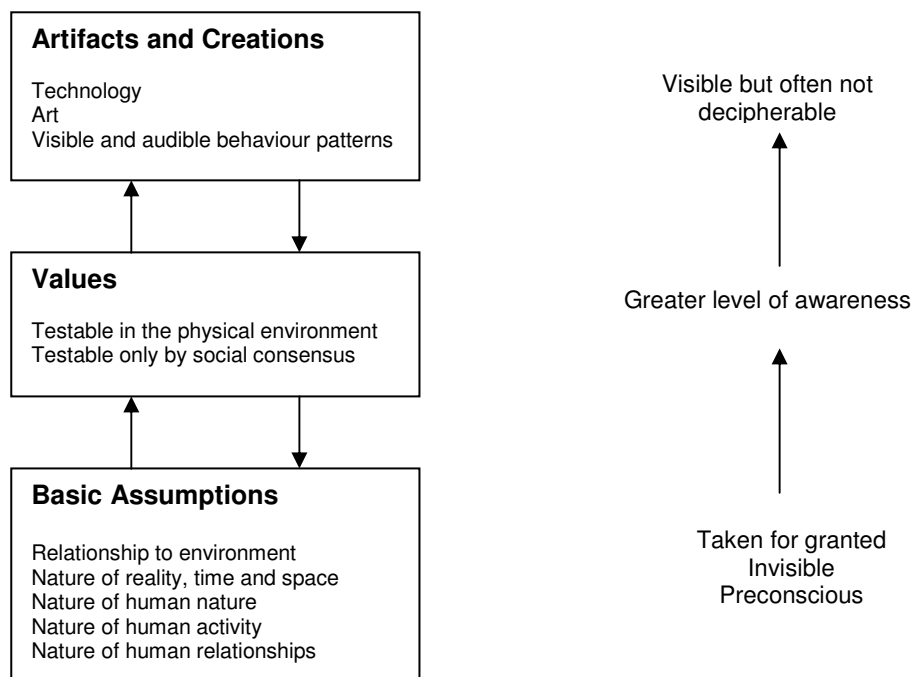 Artifacts and Creations
Technology
Art
Visible and audible behaviour patterns
Visible but often not
decipherable
Values
Testable in the physical environment
Testable only by social consensus
Greater level of awareness
Basic Assumptions
Relationship to environment
Nature of reality, time and space
Nature of human nature
Nature of human activity
Nature of human relationships
Taken for granted
Invisible
Preconscious